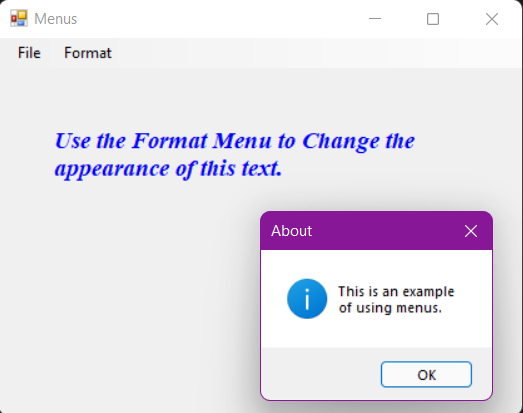 Menus
File Format
Use the Format Menu to Change the
appearance of this text.
About
This is an example
of using menus.
OK